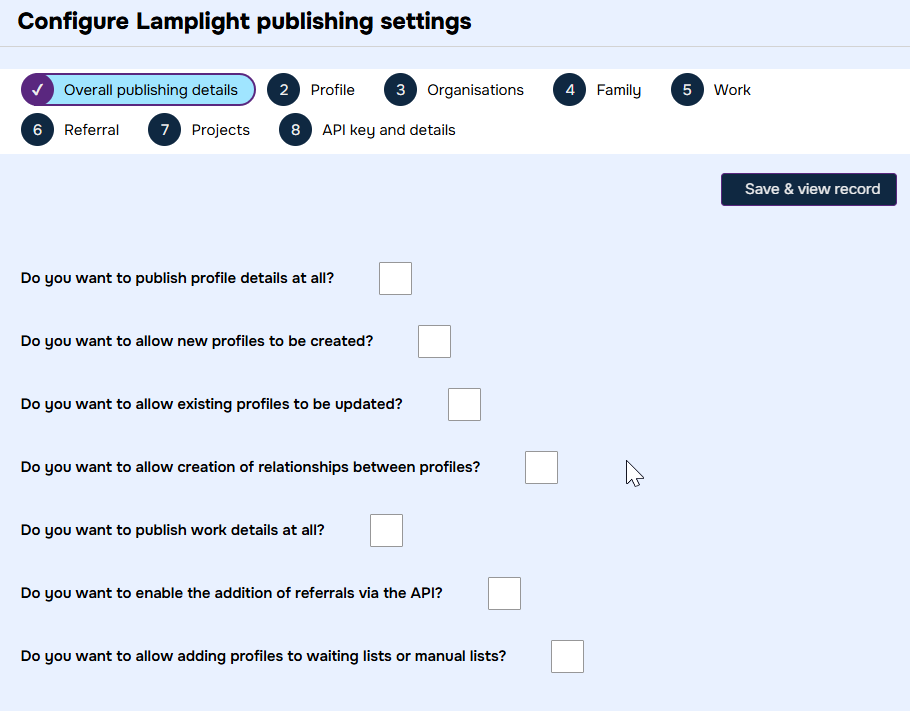 Configure Lamplight publishing settings
✓ Overall publishing details 2 Profile 3 Organisations 4 Family 5 Work
6 Referral 7 Projects 8 API key and details
Save & view record
Do you want to publish profile details at all?
Do you want to allow new profiles to be created?
Do you want to allow existing profiles to be updated?
Do you want to allow creation of relationships between profiles?
Do you want to publish work details at all?
Do you want to enable the addition of referrals via the API?
Do you want to allow adding profiles to waiting lists or manual lists?